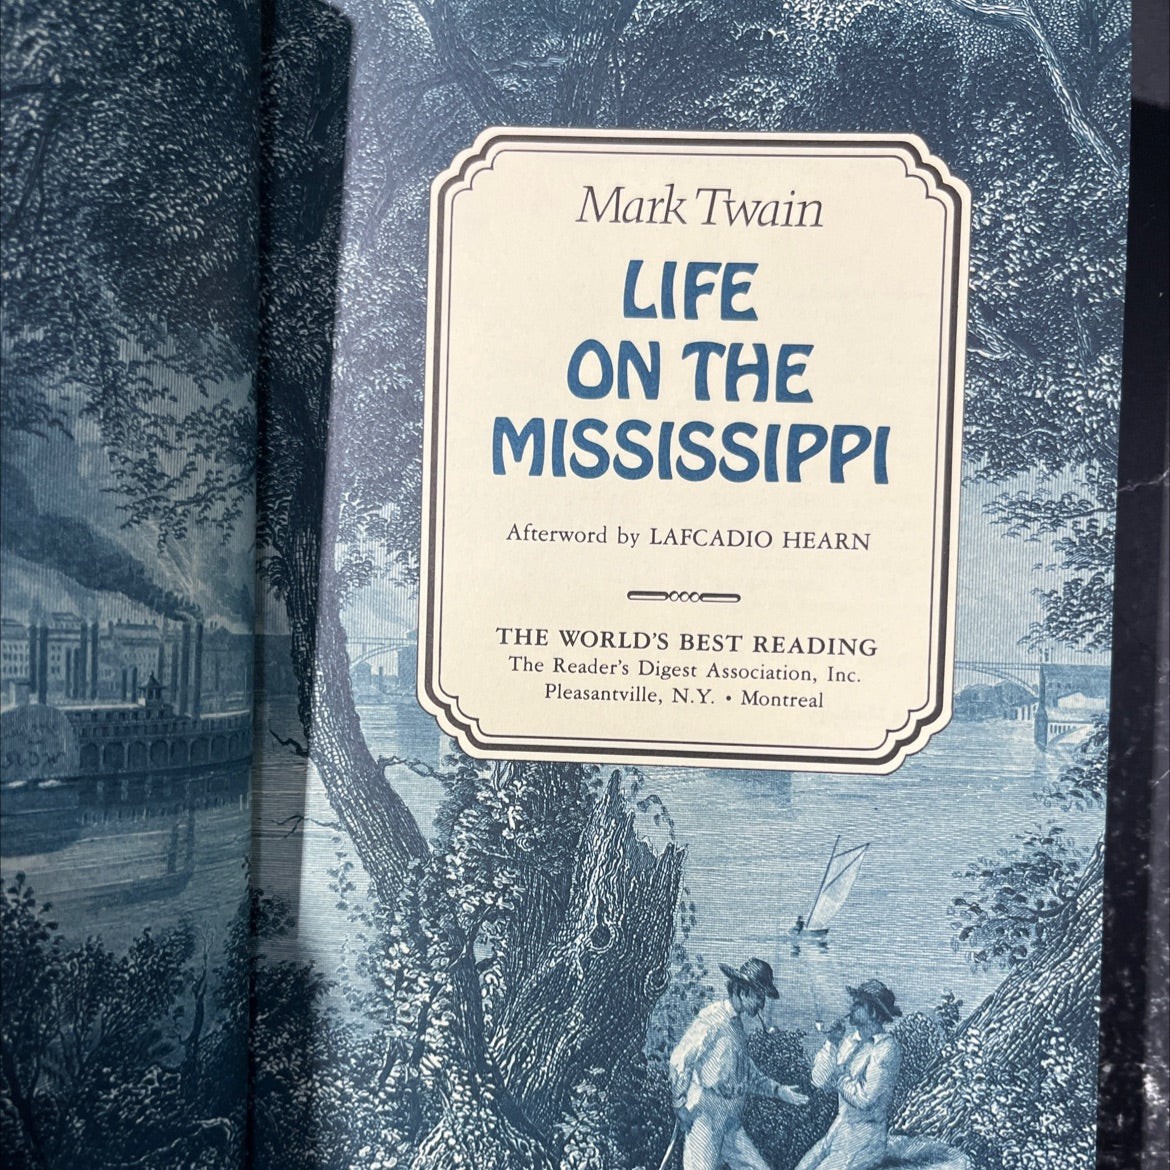 Mark Twain
LIFE
ON THE
MISSISSIPPI
Afterword by LAFCADIO HEARN
THE WORLD'S BEST READING
The Reader's Digest Association, Inc.
Pleasantville, N.Y. • Montreal